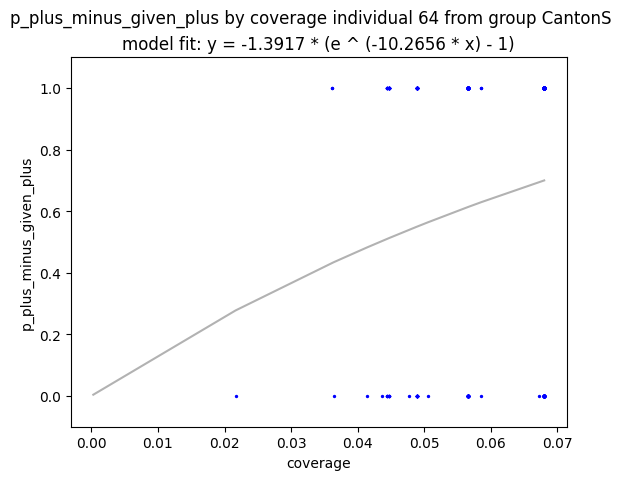 p_plus_minus_given_plus by coverage individual 64 from group CantonS
model fit: y = -1.3917 * (e ^ (-10.2656 * x) - 1)
p_plus_minus_given_plus
1.0
0.8
0.6
0.4
0.2
0.0
0.00 0.01 0.02 0.03 0.04 0.05 0.06 0.07
coverage